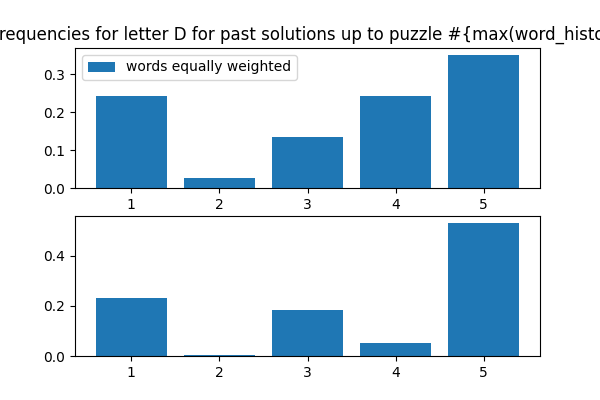 requencies for letter D for past solutions up to puzzle #{max(word_histo
words equally weighted
0.3
0.2
0.1
0.0
1 2 3 4 5
0.4
0.2
0.0
1 2 3 4 5